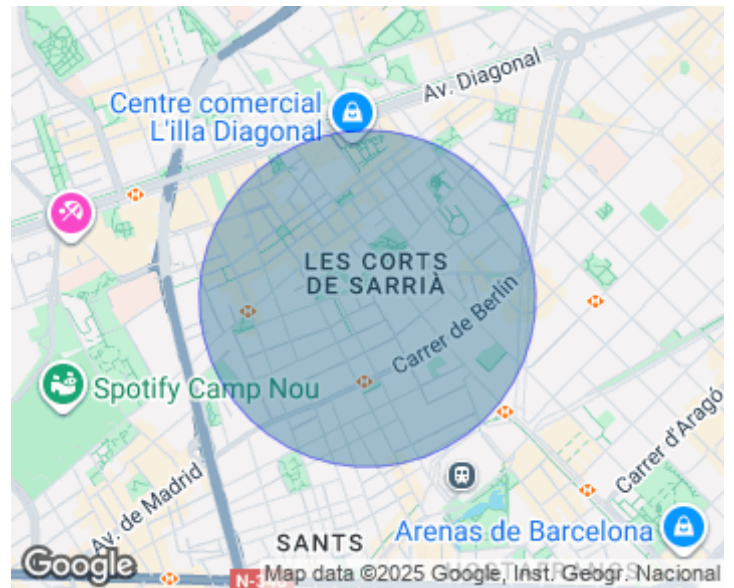 Av. Diagonal
Centre comercial
L'illa Diagonal
LES CORTS
DE SARRIÀ
Carrer de Berlín
Spotify Camp Nou
Carrer d'Aragó
Av. de Madrid
SANTS
Arenas de Barcelona
Google
Map data ©2025 Google, Inst. Geogr. Nacional